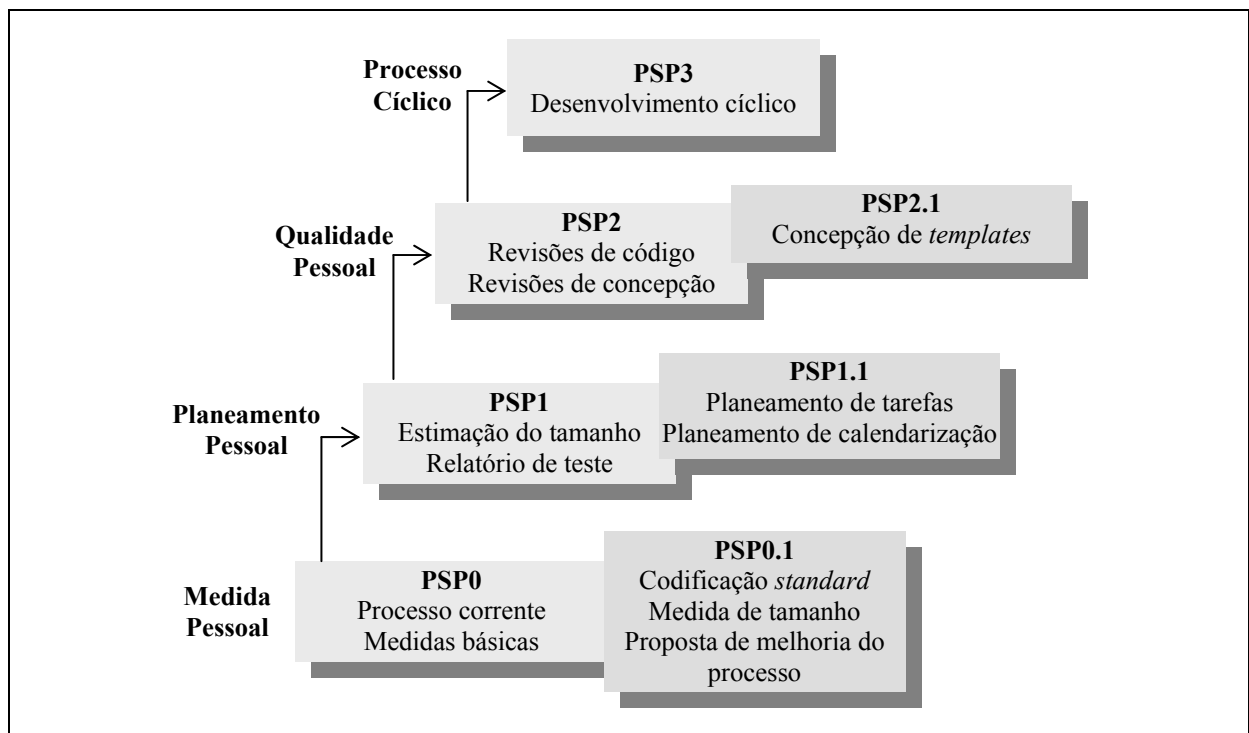 Processo
Cíclico
PSP3
Desenvolvimento cíclico
Qualidade
Pessoal
PSP2
Revisões de código
Revisões de concepção
PSP2.1
Concepção de templates
Planeamento
Pessoal
PSP1
Estimação do tamanho
Relatório de teste
PSP1.1
Planeamento de tarefas
Planeamento de calendarização
Medida
Pessoal
PSP0
Processo corrente
Medidas básicas
PSP0.1
Codificação standard
Medida de tamanho
Proposta de melhoria do
processo